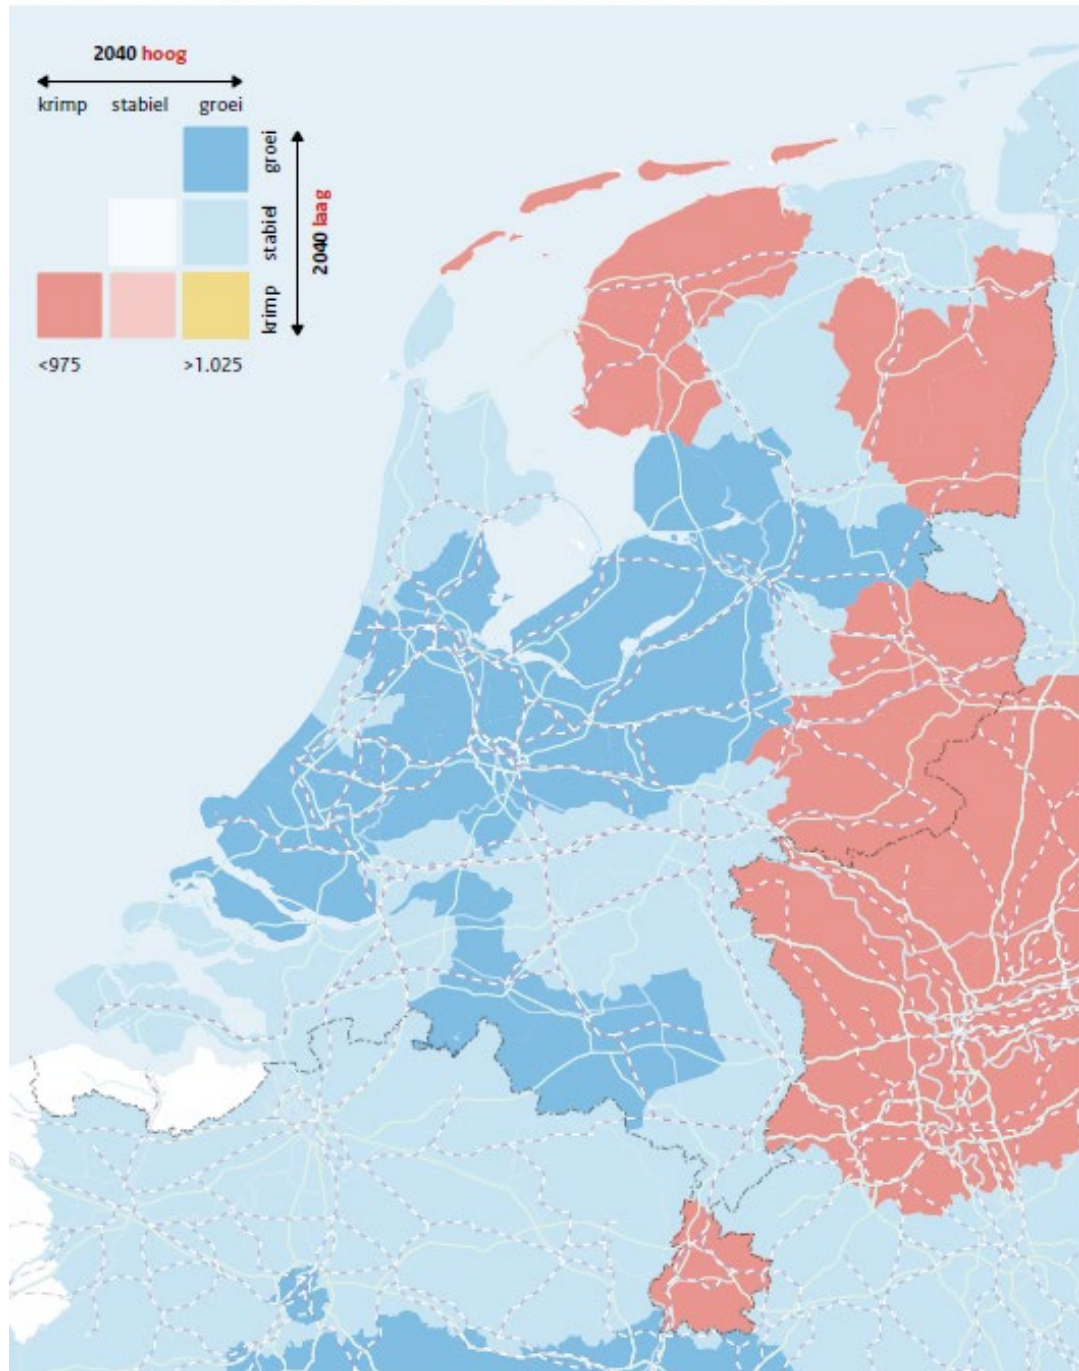 2040 hoog
krimp stabiel groei
groei
stabiel
krimp
2040 laag
<975 >1.025